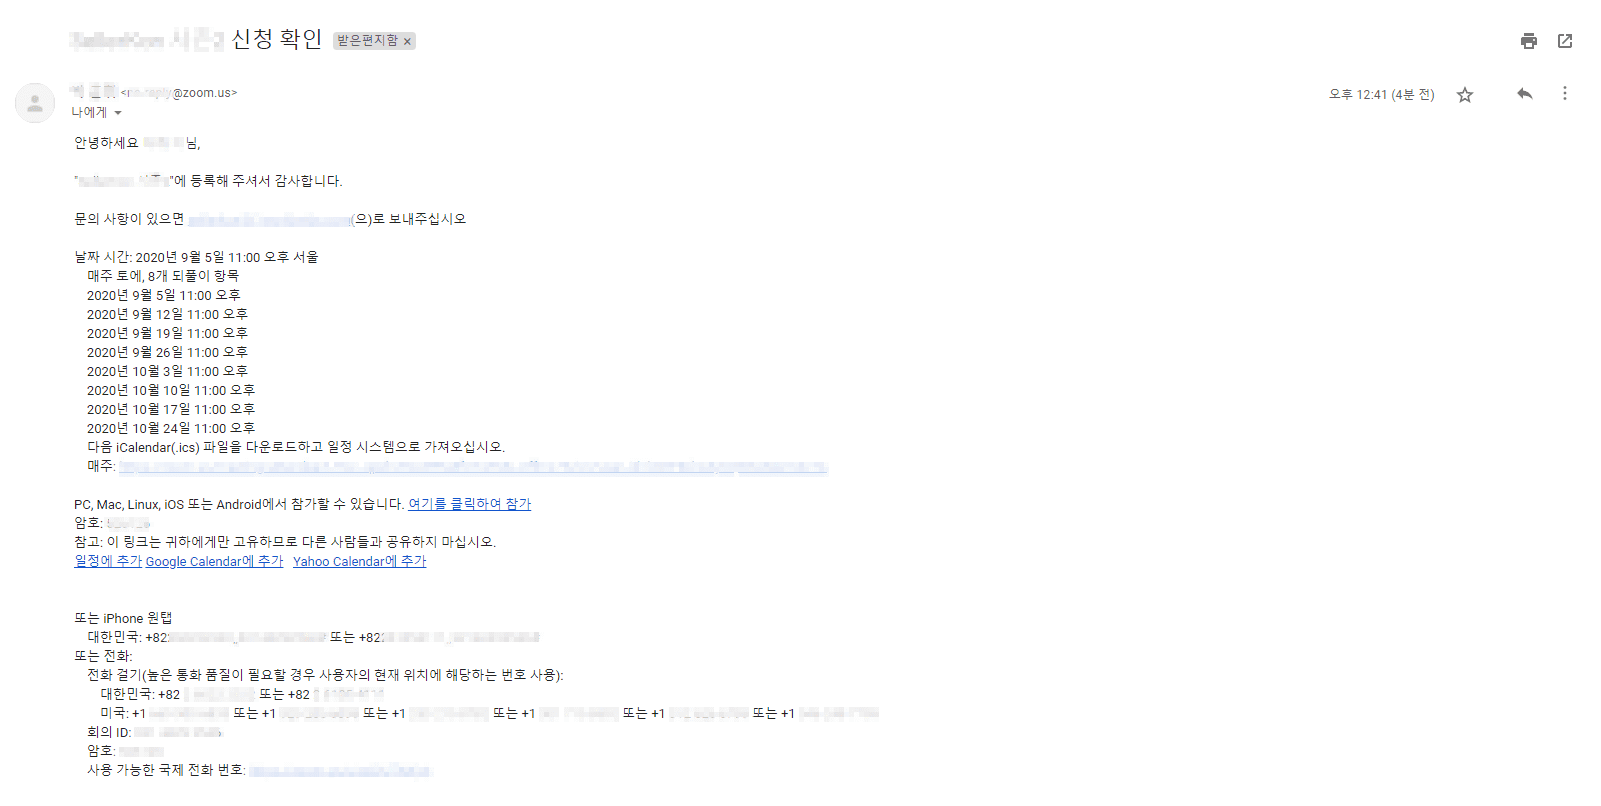 신청 확인 받은편지함 ×
@zoom.us>
오후 12:41 (4분 전)
나에게
안녕하세요 님,
"에 등록해 주셔서 감사합니다.
문의 사항이 있으면 (으)로 보내주십시오
날짜 시간: 2020년 9월 5일 11:00 오후 서울
매주 토에, 8개 되풀이 항목
2020년 9월 5일 11:00 오후
2020년 9월 12일 11:00 오후
2020년 9월 19일 11:00 오후
2020년 9월 26일 11:00 오후
2020년 10월 3일 11:00 오후
2020년 10월 10일 11:00 오후
2020년 10월 17일 11:00 오후
2020년 10월 24일 11:00 오후
다음 iCalendar(.ics) 파일을 다운로드하고 일정 시스템으로 가져오십시오.
매주:
PC, Mac, Linux, iOS 또는 Android에서 참가할 수 있습니다. 여기를 클릭하여 참가
암호:
참고: 이 링크는 귀하에게만 고유하므로 다른 사람들과 공유하지 마십시오.
일정에 추가 Google Calendar에 추가 Yahoo Calendar에 추가
또는 iPhone 원탭
대한민국: +82 또는 +82
또는 전화:
전화 걸기(높은 통화 품질이 필요할 경우 사용자의 현재 위치에 해당하는 번호 사용):
대한민국: +82 또는 +82
미국: +1 또는 +1 또는 +1 또는 +1 또는 +1 또는 +1
회의 ID:
암호:
사용 가능한 국제 전화 번호: